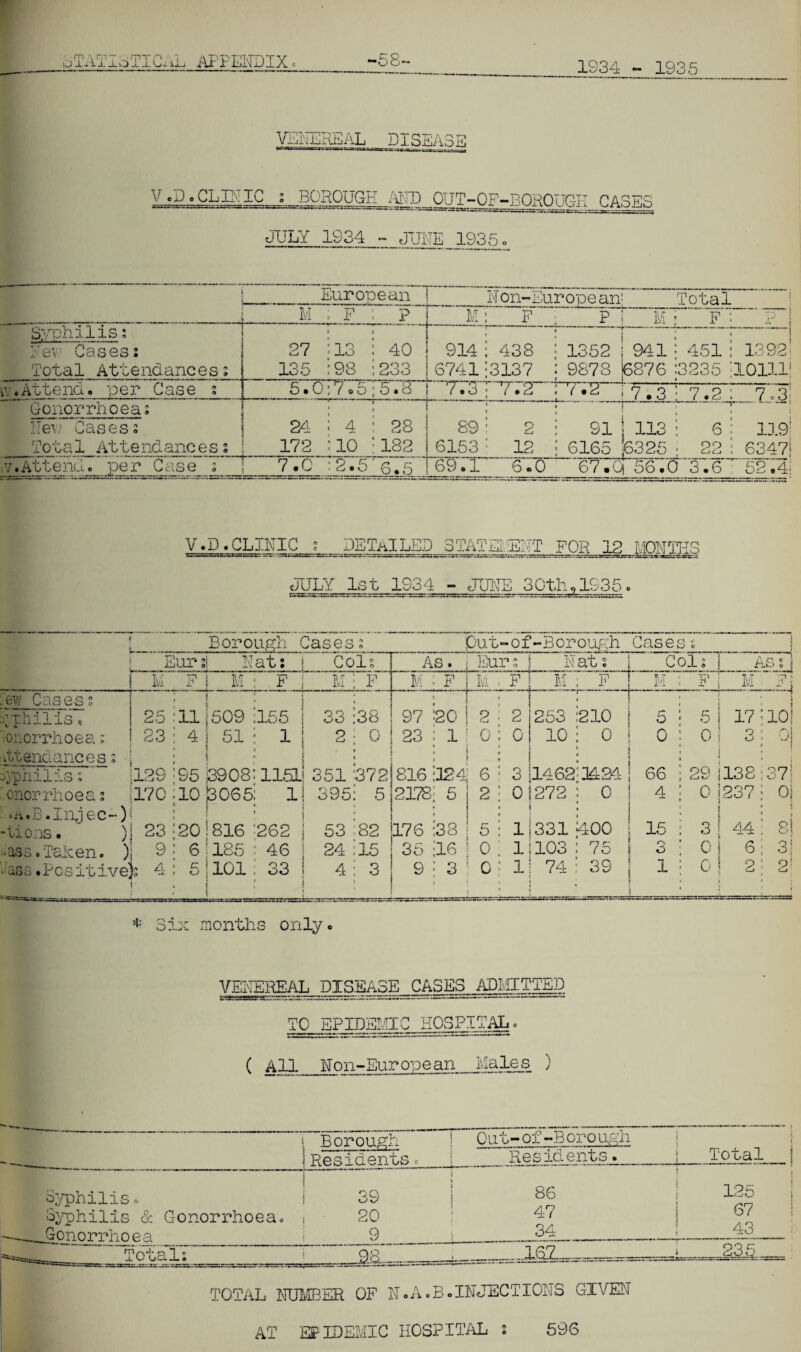 STATISTICAL APPENDIX. -58- 1934 - 1935
VENEREAL DISEASE
V.D.CLINIC : BOROUGH AND OUT-OF-BOROUGH CASES
JULY 1934 - JUNE 1935.
European Non-European Total
M F P M F P M F P
Syphilis:
New Cases: 27 13 40 914 438 1352 941 451 1392
Total Attendances: 135 98 233 6741 3137 9878 6876 3235 10111
Av.Attend. per Case : 5.0 7.5 5.8 7.3 7.2 7.2 7.3 7.2 7.3
Gonorrhoea:
New Cases: 24 4 28 89 2 91 113 6 119
Total Attendances: 172 10 182 6153 12 6165 6325 22 6347
Av.Attend. per Case : 7.0 2.5 6.5 69.1 6.0 67.0 56.0 3.6 52.4
V.D.CLINIC : DETAILED STATEMENT FOR 12 MONTHS
JULY 1st 1934 - JUNE 30th,1935.
Borough Cases: Out-of-Borough Cases:
Eurs Nat: Col: As. Eur: Nat: Col: As:
M F M F M F M F M F M F M F M F
New Cases:
Syphilis. 25 11 509 155 33 38 97 20 2 2 253 210 5 5 17 10
Gonorrhoea: 23 4 51 1 2 0 23 1 0 0 10 0 0 0 3 0
Attendances:
Syphilis: 129 95 3908 1151 351 372 816 124 6 3 1462 1424 66 29 138 37
Gonorrhoea: 170 10 3065 1 395 5 2178 5 2 0 272 0 4 0 237 0
N.A.B.Injec-)
-tions. ) 23 20 816 262 53 82 176 38 5 1 331 400 15 3 44 8
Wass.Taken. ) 9 6 185 46 24 15 35 16 0 1 103 75 3 0 6 3
Wass.Positive): 4 5 101 33 4 3 9 3 0 1 74 39 1 0 2 2
* Six months only.
VENEREAL DISEASE CASES ADMITTED
TO EPIDEMIC HOSPITAL.
( All Non-European Males )
Borough Out-of-Borough
Residents. Residents. Total
Syphilis. 39 86 125
Syphilis & Gonorrhoea. 20 47 67
Gonorrhoea 9 34 43
Total: 98 167 235
TOTAL NUMBER OF N.A.B.INJECTIONS GIVEN
AT EPIDEMIC HOSPITAL : 596